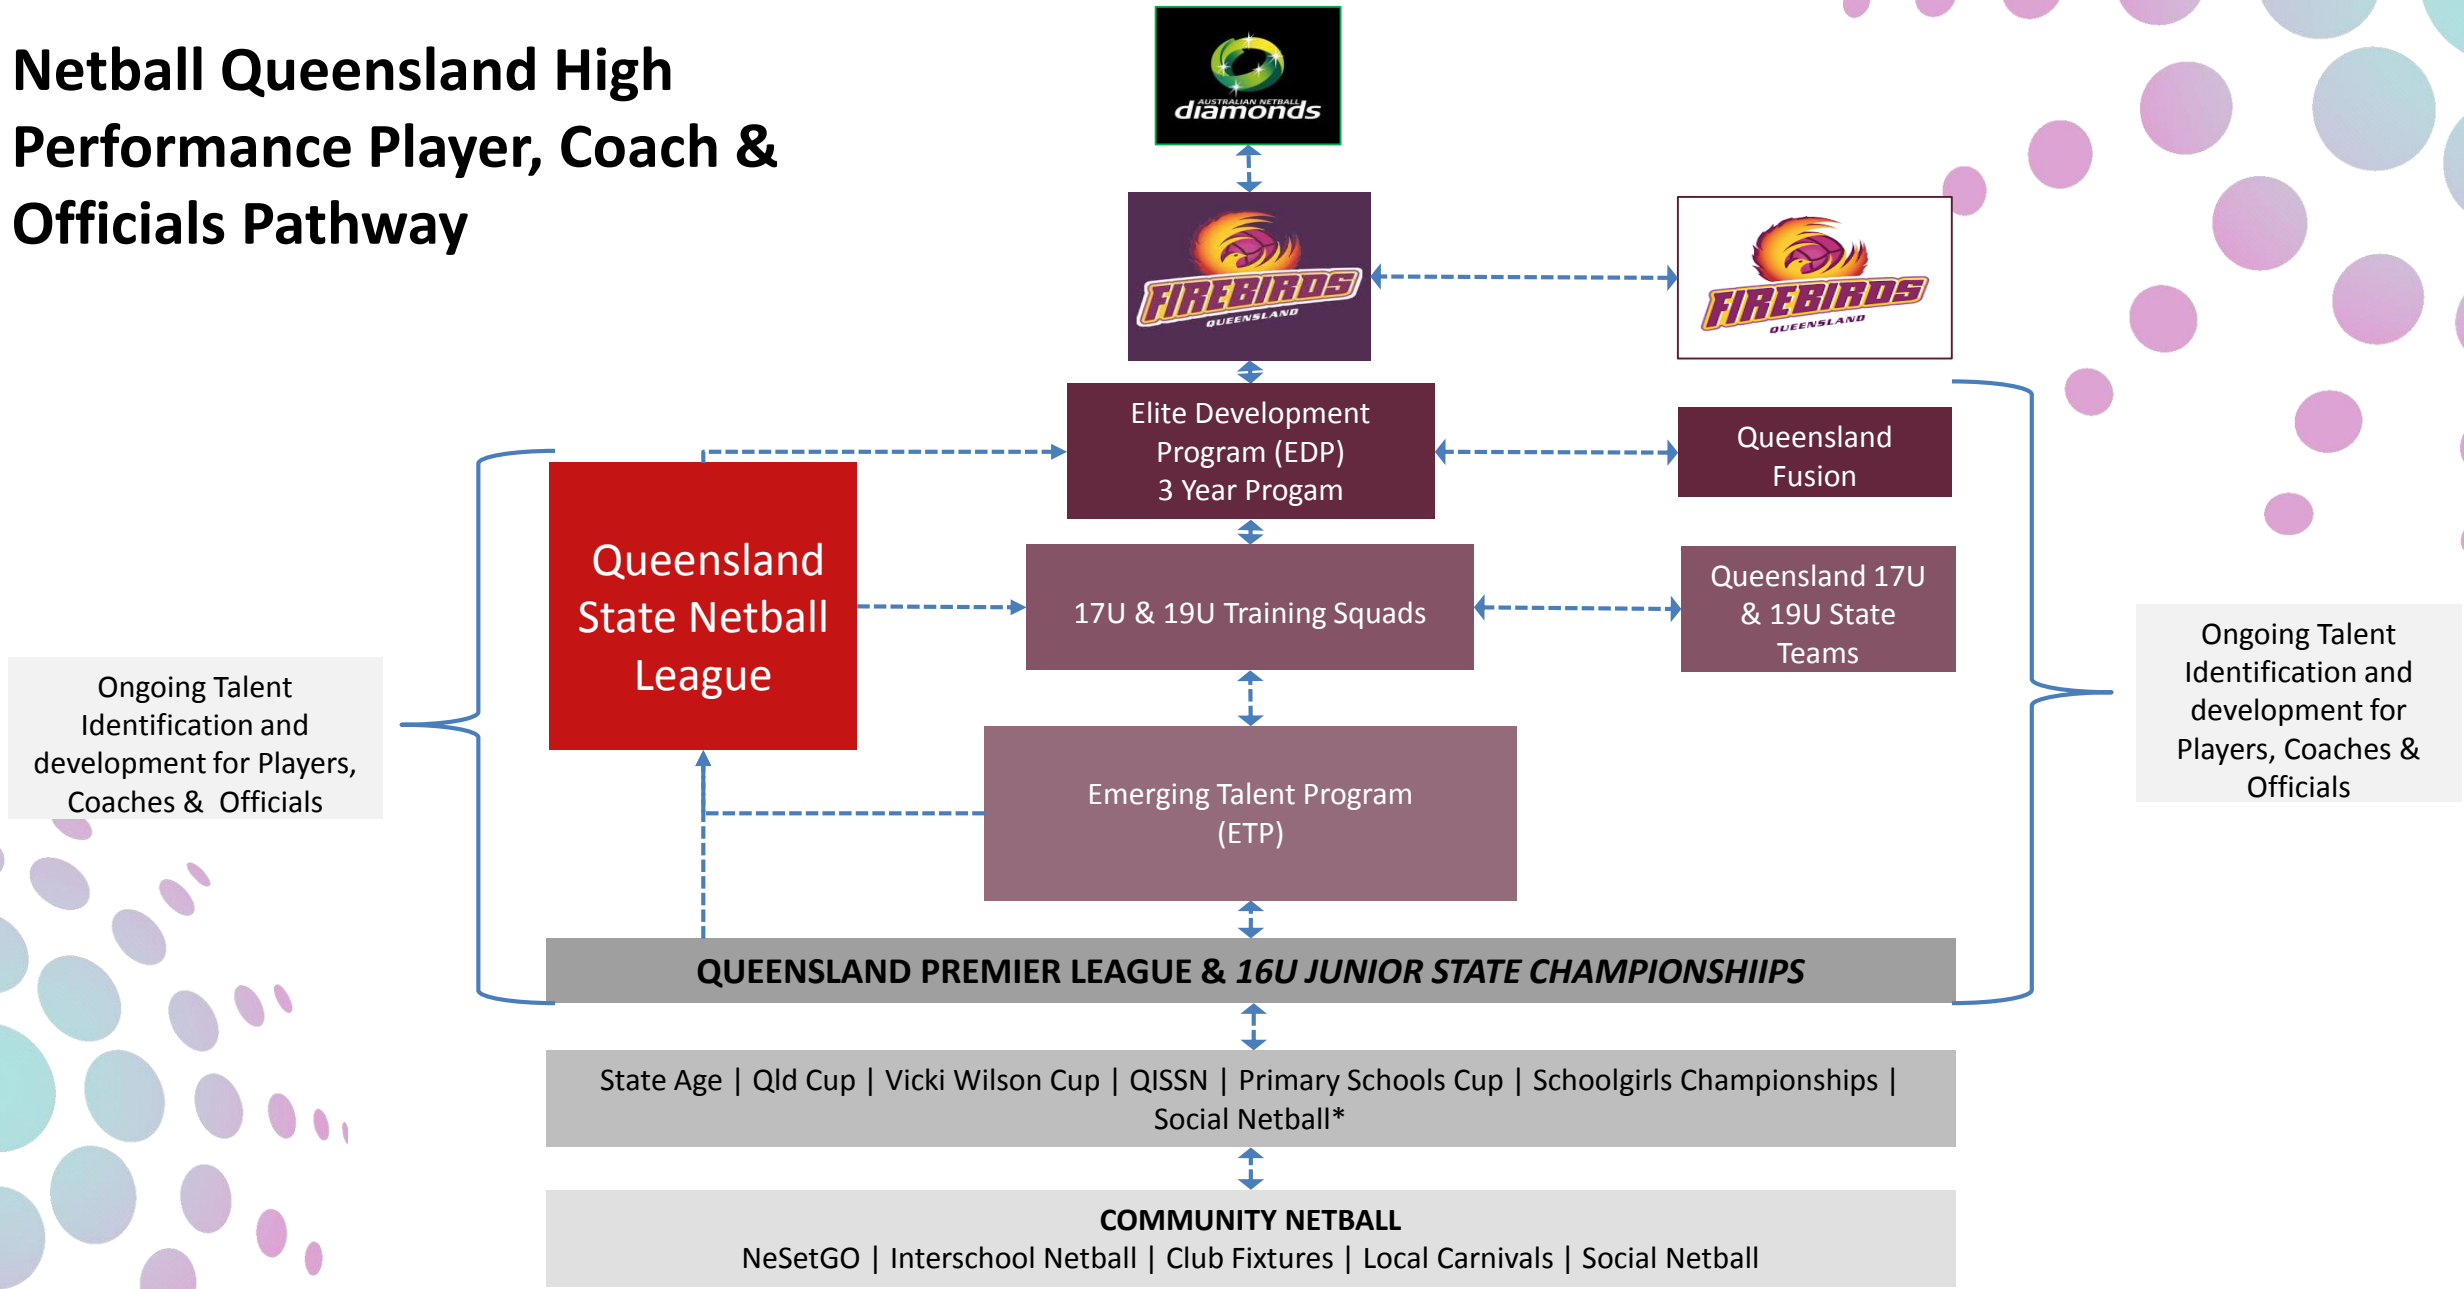 Netball Queensland High
Performance Player, Coach &
Officials Pathway
AUSTRALIAN NETBALL
diamonds
FIREBIRDS
QUEENSLAND
FIREBIRDS
QUEENSLAND
Elite Development
Program (EDP)
3 Year Progam
Queensland
Fusion
Queensland
State Netball
League
17U & 19U Training Squads
Queensland 17U
& 19U State
Teams
Ongoing Talent
Identification and
development for Players,
Coaches & Officials
Ongoing Talent
Identification and
development for
Players, Coaches &
Officials
Emerging Talent Program
(ETP)
QUEENSLAND PREMIER LEAGUE & 16U JUNIOR STATE CHAMPIONSHIIPS
State Age | Qld Cup | Vicki Wilson Cup | QISSN | Primary Schools Cup | Schoolgirls Championships |
Social Netball*
COMMUNITY NETBALL
NeSetGO | Interschool Netball | Club Fixtures | Local Carnivals | Social Netball